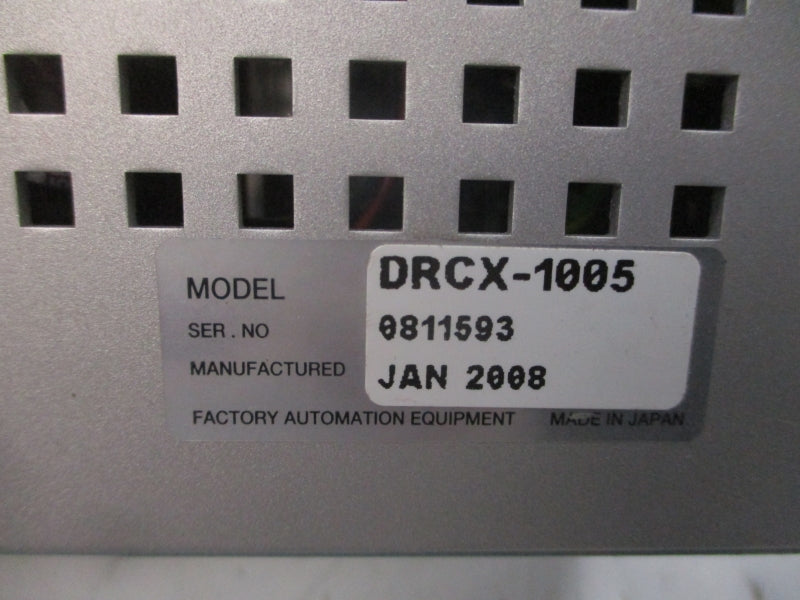 MODEL DRCX-1005
SER. NO 0811593
MANUFACTURED JAN 2008
FACTORY AUTOMATION EQUIPMENT MADE IN JAPAN